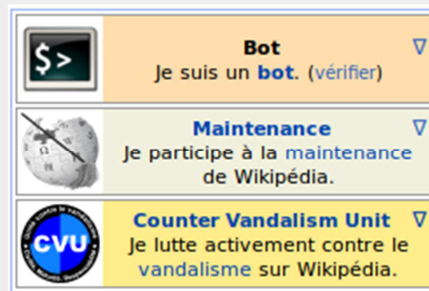 $>
Bot ∇
Je suis un bot. (vérifier)
Maintenance ∇
Je participe à la maintenance
de Wikipédia.
CVU
Counter Vandalism Unit ∇
Je lutte activement contre le
vandalisme sur Wikipédia.